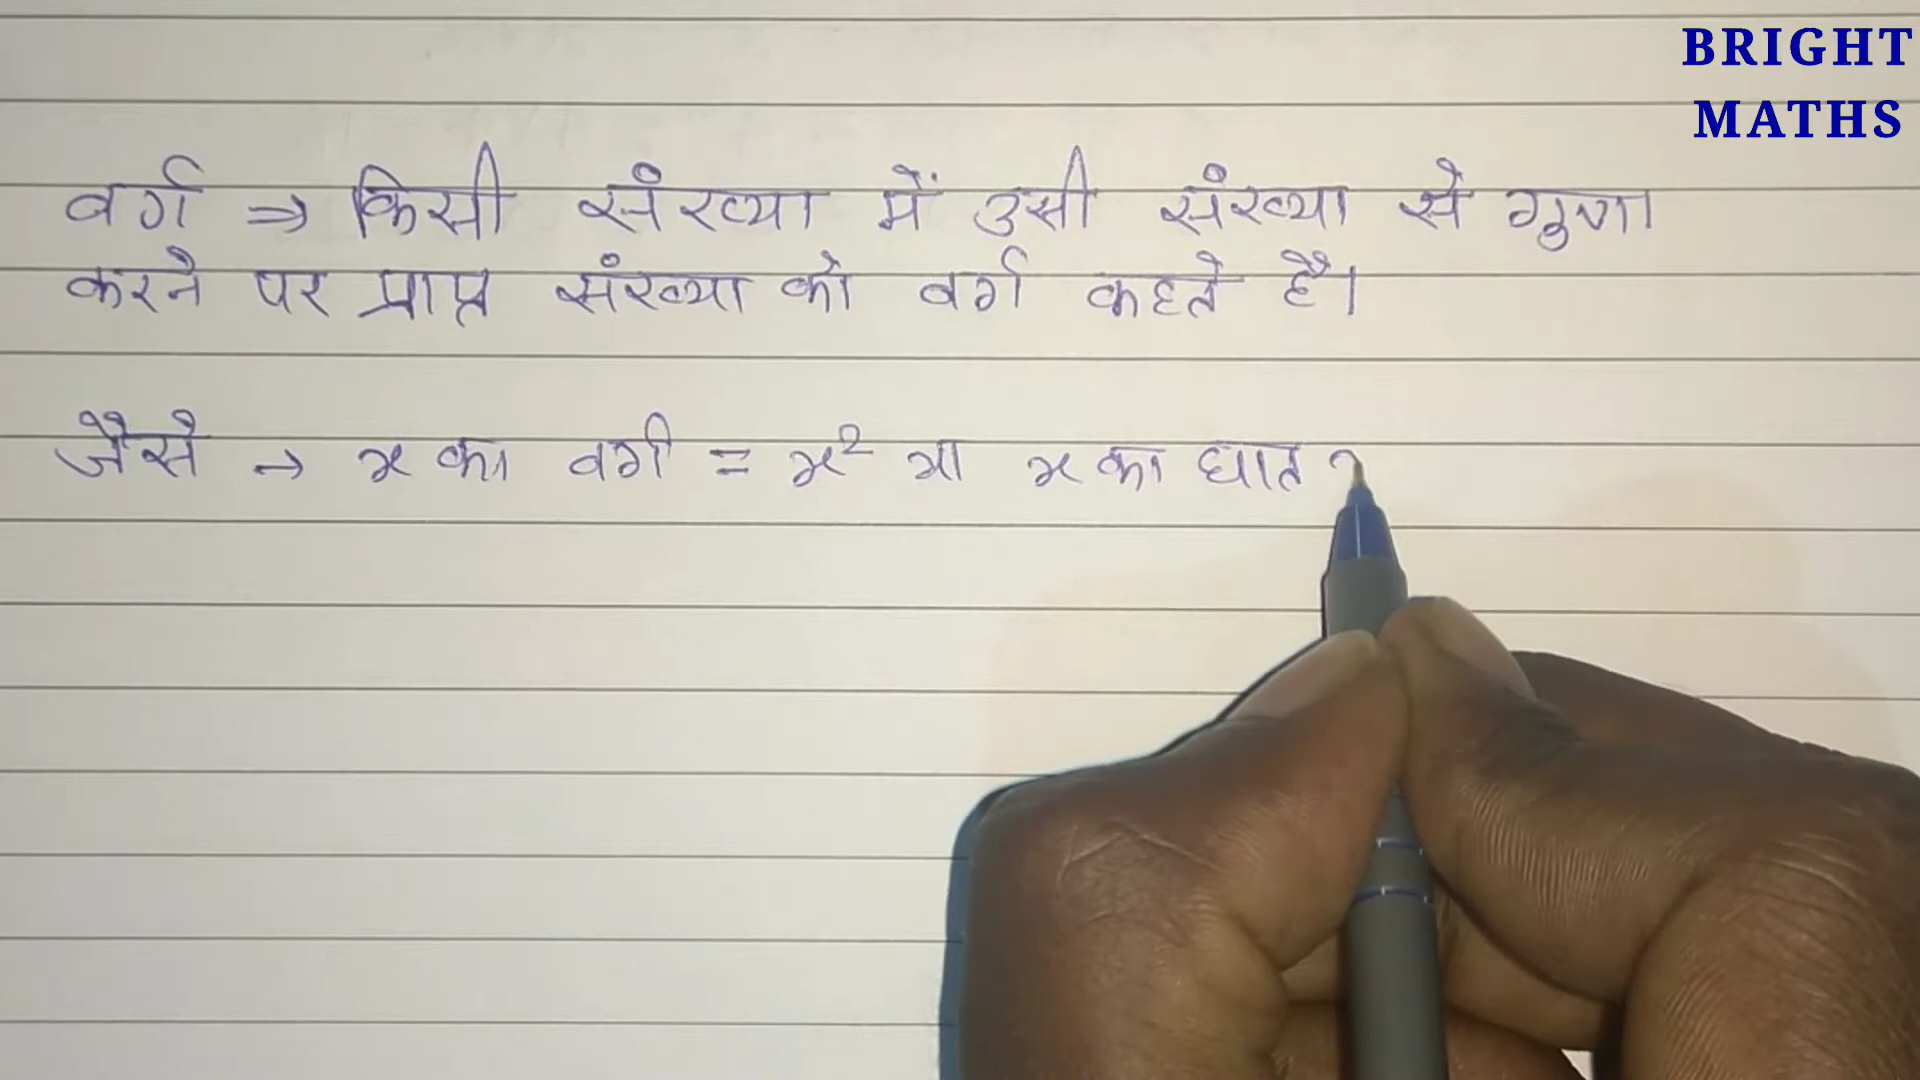 BRIGHT
MATHS
वर्ग ⇒ किसी संख्या में उसी संख्या से गुणा
करने पर प्राप्त संख्या को वर्ग कहते है।
जैसे → x का वर्ग = x² या x का घात